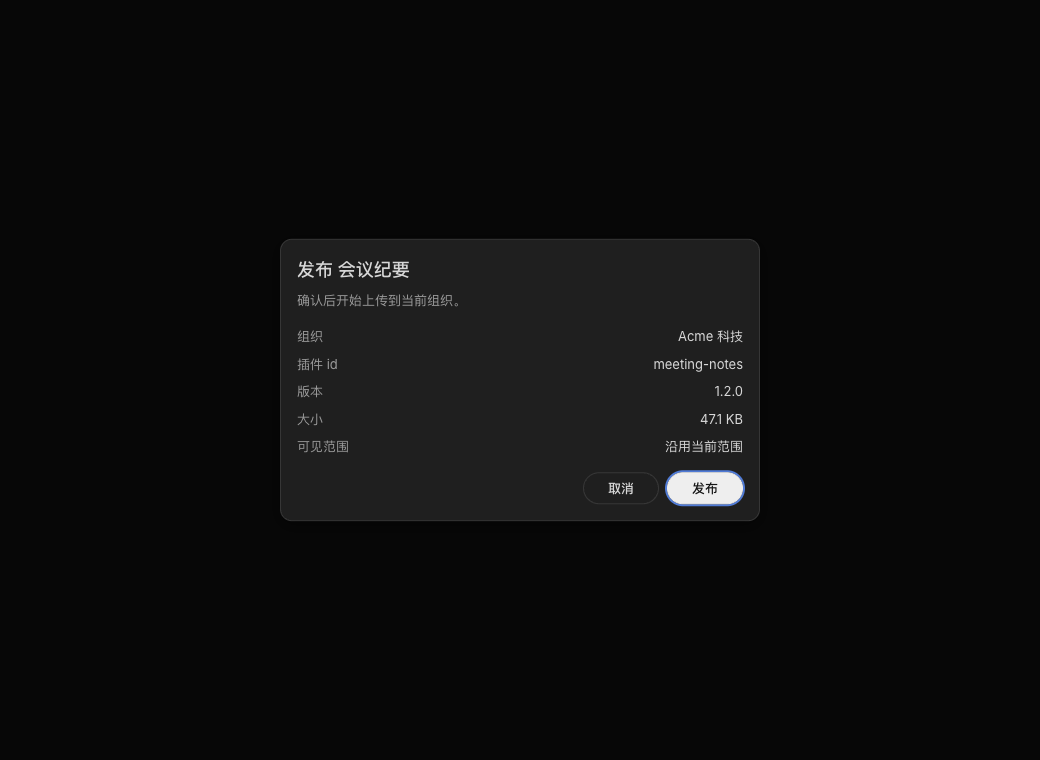 发布 会议纪要
确认后开始上传到当前组织。
组织 Acme 科技
插件 id meeting-notes
版本 1.2.0
大小 47.1 KB
可见范围 沿用当前范围
取消 发布